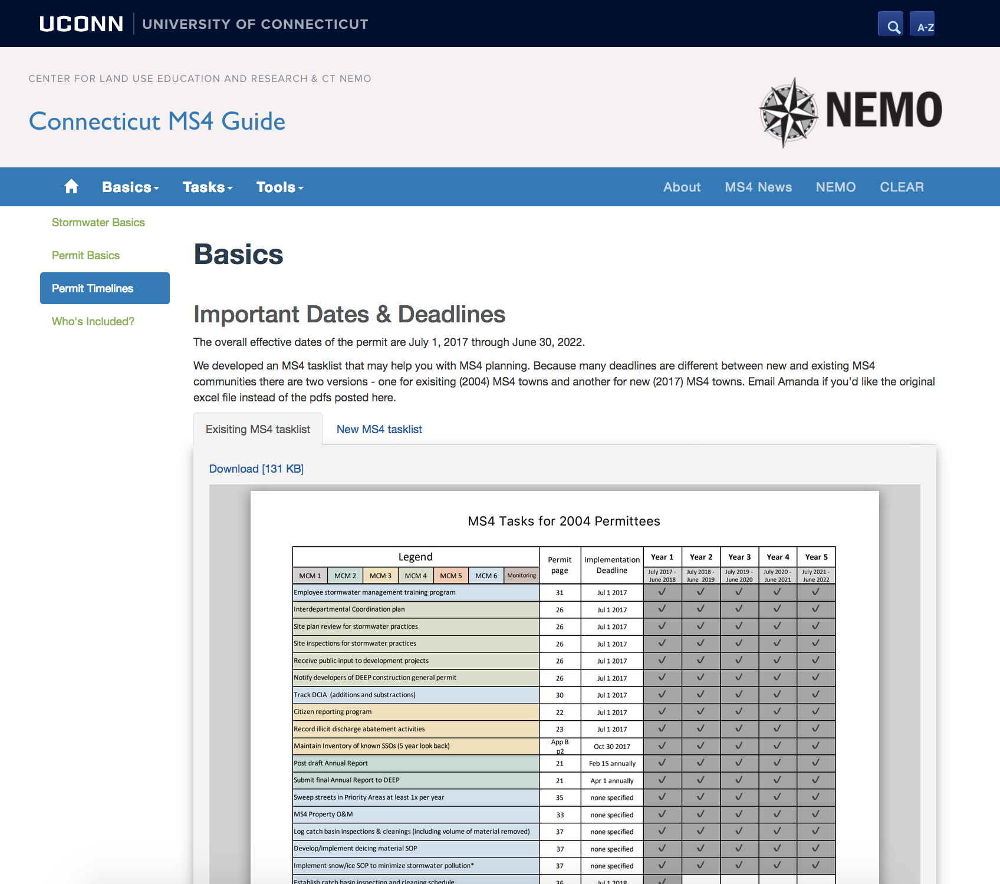 UCONN UNIVERSITY OF CONNECTICUT
A-Z
CENTER FOR LAND USE EDUCATION AND RESEARCH & CT NEMO
Connecticut MS4 Guide
NEMO
Basics Tasks Tools About MS4 News NEMO CLEAR
Stormwater Basics
Permit Basics
Permit Timelines
Who's Included?
Basics
Important Dates & Deadlines
The overall effective dates of the permit are July 1, 2017 through June 30, 2022.
We developed an MS4 tasklist that may help you with MS4 planning. Because many deadlines are different between new and existing MS4
communities there are two versions - one for exisiting (2004) MS4 towns and another for new (2017) MS4 towns. Email Amanda if you'd like the original
excel file instead of the pdfs posted here.
Exisiting MS4 tasklist New MS4 tasklist
Download [131 KB]
MS4 Tasks for 2004 Permittees
Legend Permit page Implementation Deadline Year 1 Year 2 Year 3 Year 4 Year 5
MCM 1 MCM 2 MCM 3 MCM 4 MCM 5 MCM 6 Monitoring July 2017 - June 2018 July 2018 - June 2019 July 2019 - June 2020 July 2020 - June 2021 July 2021 - June 2022
Employee stormwater management training program 31 Jul 1 2017 ✓ ✓ ✓ ✓ ✓
Interdepartmental Coordination plan 26 Jul 1 2017 ✓ ✓ ✓ ✓ ✓
Site plan review for stormwater practices 26 Jul 1 2017 ✓ ✓ ✓ ✓ ✓
Site inspections for stormwater practices 26 Jul 1 2017 ✓ ✓ ✓ ✓ ✓
Receive public input to development projects 26 Jul 1 2017 ✓ ✓ ✓ ✓ ✓
Notify developers of DEEP construction general permit 26 Jul 1 2017 ✓ ✓ ✓ ✓ ✓
Track DCIA (additions and substractions) 30 Jul 1 2017 ✓ ✓ ✓ ✓ ✓
Citizen reporting program 22 Jul 1 2017 ✓ ✓ ✓ ✓ ✓
Record illicit discharge abatement activities 23 Jul 1 2017 ✓ ✓ ✓ ✓ ✓
Maintain Inventory of known SSOs (5 year look back) App B p2 Oct 30 2017 ✓ ✓ ✓ ✓ ✓
Post draft Annual Report 21 Feb 15 annually ✓ ✓ ✓ ✓ ✓
Submit final Annual Report to DEEP 21 Apr 1 annually ✓ ✓ ✓ ✓ ✓
Sweep streets in Priority Areas at least 1x per year 35 none specified ✓ ✓ ✓ ✓ ✓
MS4 Property O&M 33 none specified ✓ ✓ ✓ ✓ ✓
Log catch basin inspections & cleanings (including volume of material removed) 37 none specified ✓ ✓ ✓ ✓ ✓
Develop/implement deicing material SOP 37 none specified ✓ ✓ ✓ ✓ ✓
Implement snow/ice SOP to minimize stormwater pollution* 37 none specified ✓ ✓ ✓ ✓ ✓
Establish catch basin inspection and cleaning schedule 36 Jul 1 2018 ✓